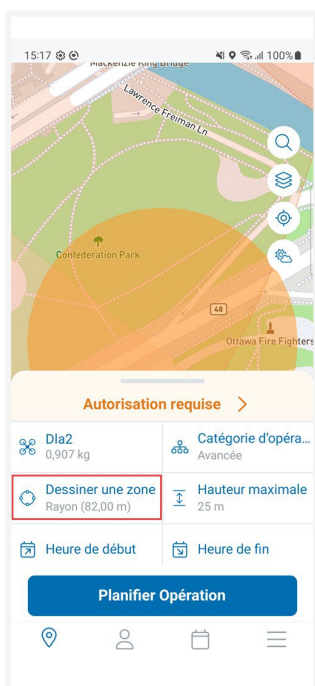 15:17
100%
Mackenzie King Bridge
Lawrence Freiman Ln
Confederation Park
48
Ottawa Fire Fighters
Autorisation requise
Dla2
0,907 kg
Catégorie d'opéra...
Avancée
Dessiner une zone
Rayon (82,00 m)
Hauteur maximale
25 m
Heure de début
Heure de fin
Planifier Opération